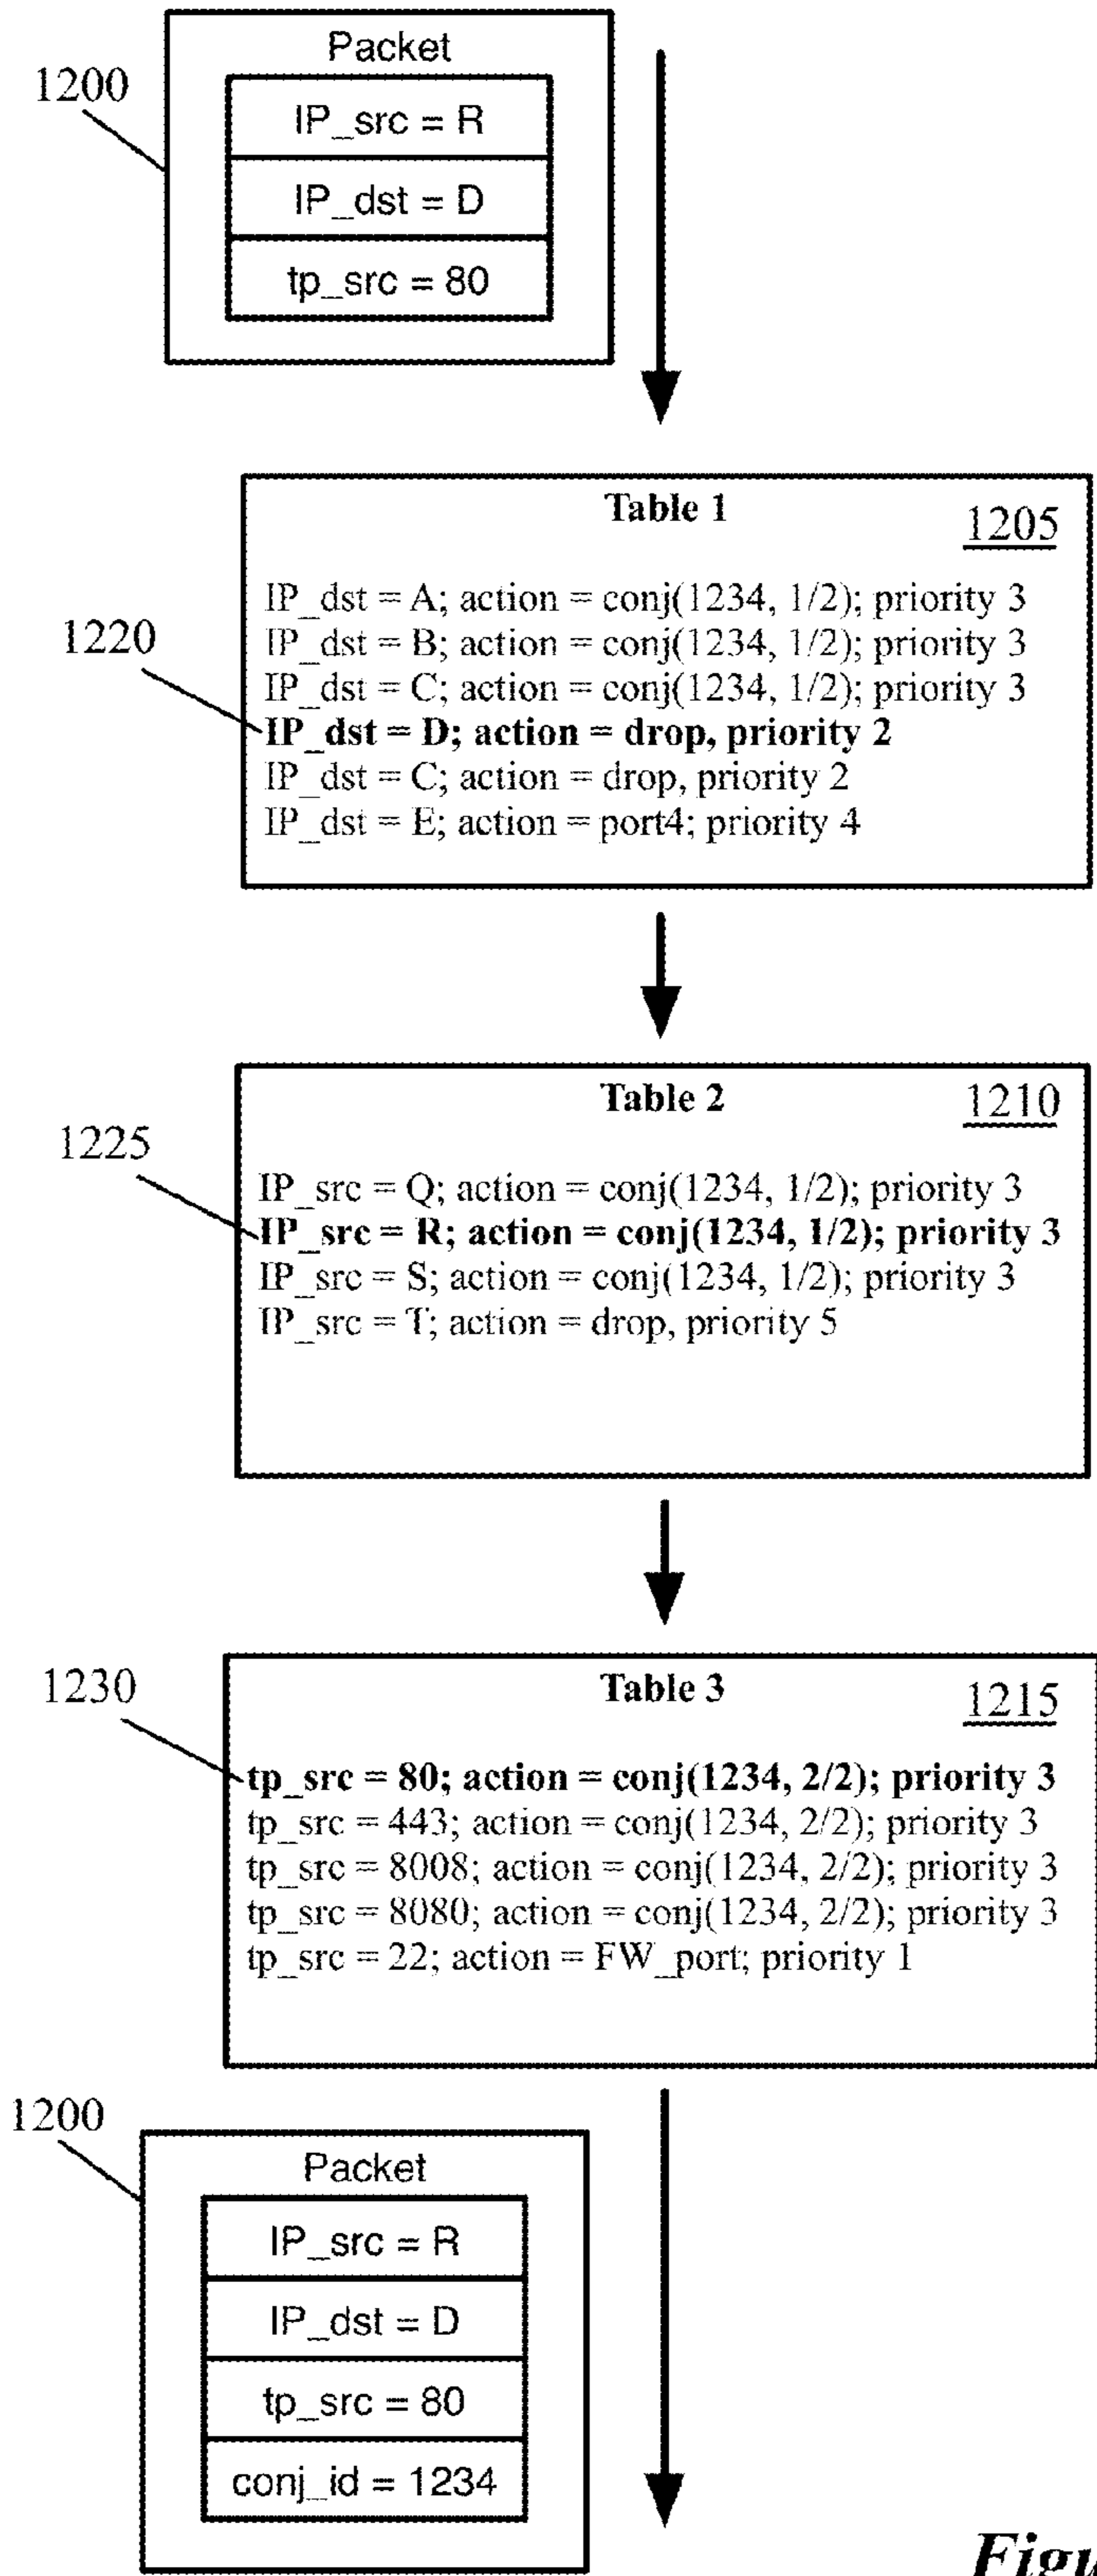 Packet
1200
IP_src = R
IP_dst = D
tp_src = 80
Table 1
1205
IP_dst = A; action = conj(1234, 1/2); priority 3
1220
IP_dst = B; action = conj(1234, 1/2); priority 3
IP_dst = C; action = conj(1234, 1/2); priority 3
IP_dst = D; action = drop, priority 2
IP_dst = C; action = drop, priority 2
IP_dst = E; action = port4; priority 4
Table 2
1210
1225
IP_src = Q; action = conj(1234, 1/2); priority 3
IP_src = R; action = conj(1234, 1/2); priority 3
IP_src = S; action = conj(1234, 1/2); priority 3
IP_src = T; action = drop, priority 5
1230
Table 3
1215
tp_src = 80; action = conj(1234, 2/2); priority 3
tp_src = 443; action = conj(1234, 2/2); priority 3
tp_src = 8008; action = conj(1234, 2/2); priority 3
tp_src = 8080; action = conj(1234, 2/2); priority 3
tp_src = 22; action = FW_port; priority 1
1200
Packet
IP_src = R
IP_dst = D
tp_src = 80
conj_id = 1234